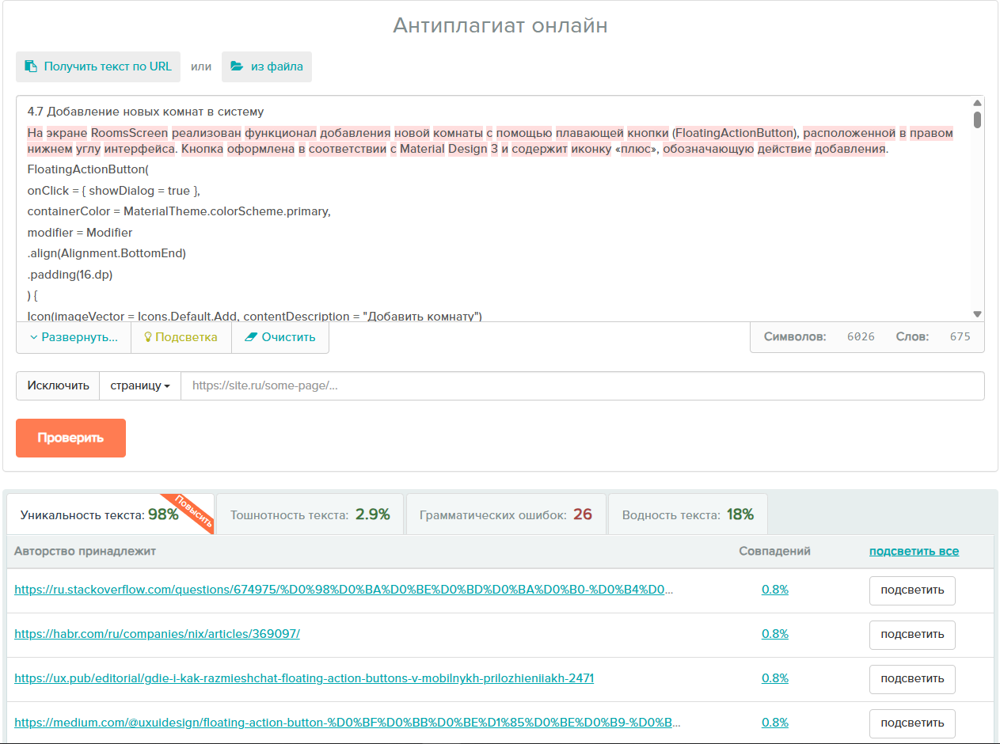 Антиплагиат онлайн
Получить текст по URL или из файла
4.7 Добавление новых комнат в систему
На экране RoomsScreen реализован функционал добавления новой комнаты с помощью плавающей кнопки (FloatingActionButton), расположенной в правом
нижнем углу интерфейса. Кнопка оформлена в соответствии с Material Design 3 и содержит иконку «плюс», обозначающую действие добавления.
FloatingActionButton(
onClick = { showDialog = true },
containerColor = MaterialTheme.colorScheme.primary,
modifier = Modifier
.align(Alignment.BottomEnd)
.padding(16.dp)
) {
Icon(imageVector = Icons.Default.Add, contentDescription = "Добавить комнату")
Развернуть... Подсветка Очистить Символов: 6026 Слов: 675
Исключить страницу https://site.ru/some-page/...
Проверить
Уникальность текста: 98% Повысить Тошнотность текста: 2.9% Грамматических ошибок: 26 Водность текста: 18%
Авторство принадлежит Совпадений подсветить все
https://ru.stackoverflow.com/questions/674975/%D0%98%D0%BA%D0%BE%D0%BD%D0%BA%D0%B0-%D0%B4%D0... 0.8% подсветить
https://habr.com/ru/companies/nix/articles/369097/ 0.8% подсветить
https://ux.pub/editorial/gdie-i-kak-razmieshchat-floating-action-buttons-v-mobilnykh-prilozhieniiakh-2471 0.8% подсветить
https://medium.com/@uxuidesign/floating-action-button-%D0%BF%D0%BB%D0%BE%D1%85%D0%BE%D0%B9-%D0%B... 0.8% подсветить